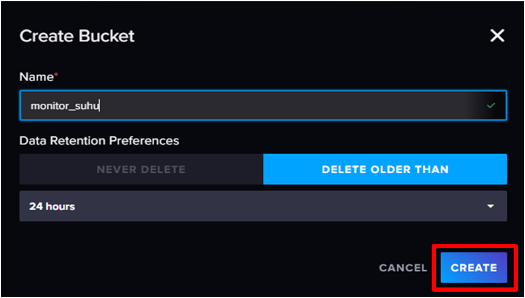 Create Bucket
Name*
monitor_suhu
Data Retention Preferences
NEVER DELETE
DELETE OLDER THAN
24 hours
CANCEL
CREATE